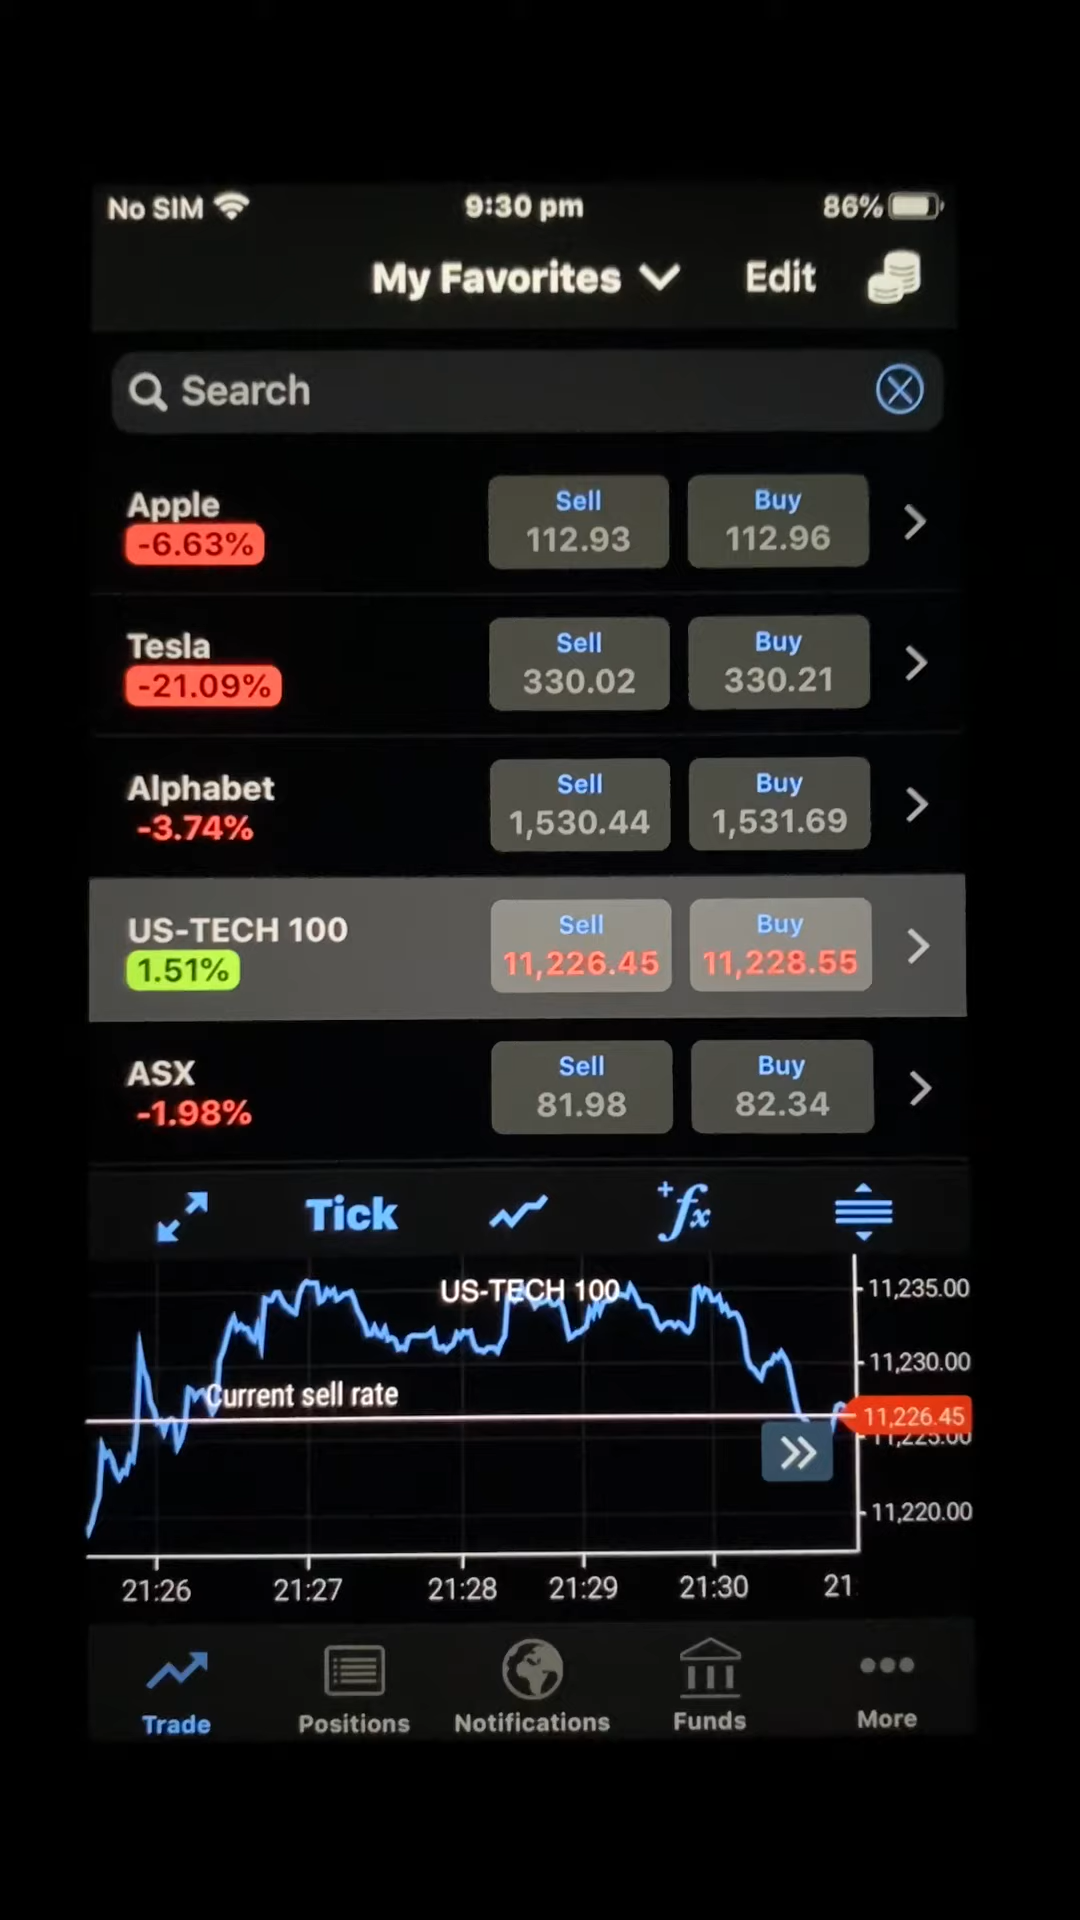 No SIM 9:30 pm 86%
My Favorites Edit
Search
Apple
-6.63%
Sell
112.93
Buy
112.96
Tesla
-21.09%
Sell
330.02
Buy
330.21
Alphabet
-3.74%
Sell
1,530.44
Buy
1,531.69
US-TECH 100
1.51%
Sell
11,226.45
Buy
11,228.55
ASX
-1.98%
Sell
81.98
Buy
82.34
Tick +fx
US-TECH 100
11,235.00
11,230.00
Current sell rate
11,226.45
11,225.00
11,220.00
21:26 21:27 21:28 21:29 21:30 21
Trade Positions Notifications Funds More